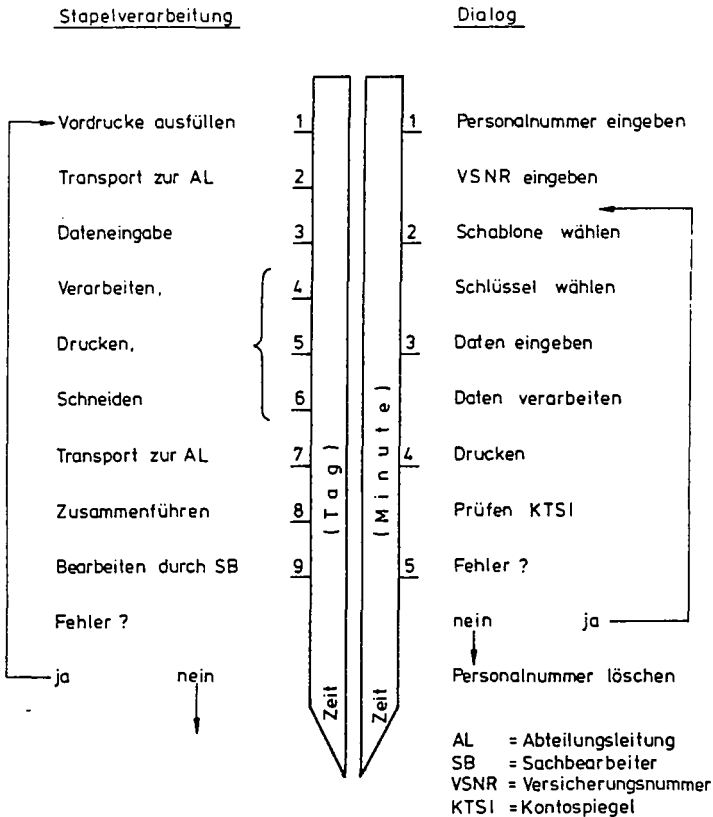 Stapelverarbeitung
Vordrucke ausfüllen 1
Transport zur AL 2
Dateneingabe 3
Verarbeiten, 4
Drucken, 5
Schneiden 6
Transport zur AL 7
Zusammenführen 8
Bearbeiten durch SB 9
Fehler ?
ja nein
Zeit (Tag)
Dialog
1 Personalnummer eingeben
VSNR eingeben
2 Schablone wählen
Schlüssel wählen
3 Daten eingeben
Daten verarbeiten
4 Drucken
Prüfen KTSI
5 Fehler ?
nein ja
Personalnummer löschen
Zeit (Minute)
AL = Abteilungsleitung
SB = Sachbearbeiter
VSNR = Versicherungsnummer
KTSI = Kontospiegel